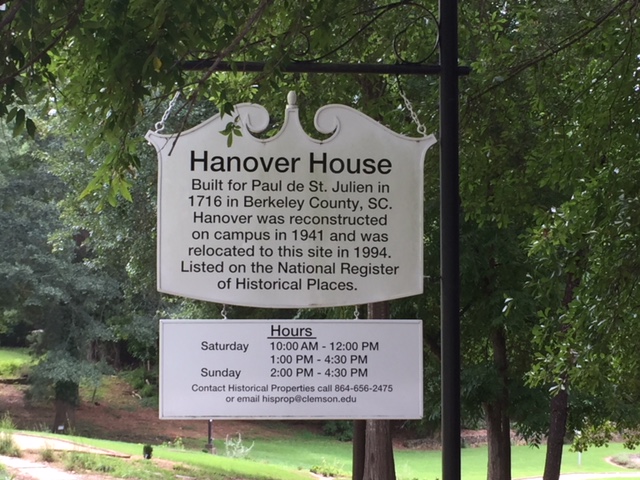 Hanover House
Built for Paul de St. Julien in
1716 in Berkeley County, SC.
Hanover was reconstructed
on campus in 1941 and was
relocated to this site in 1994.
Listed on the National Register
of Historical Places.
Hours
Saturday 10:00 AM - 12:00 PM
1:00 PM - 4:30 PM
Sunday 2:00 PM - 4:30 PM
Contact Historical Properties call 864-656-2475
or email hisprop@clemson.edu